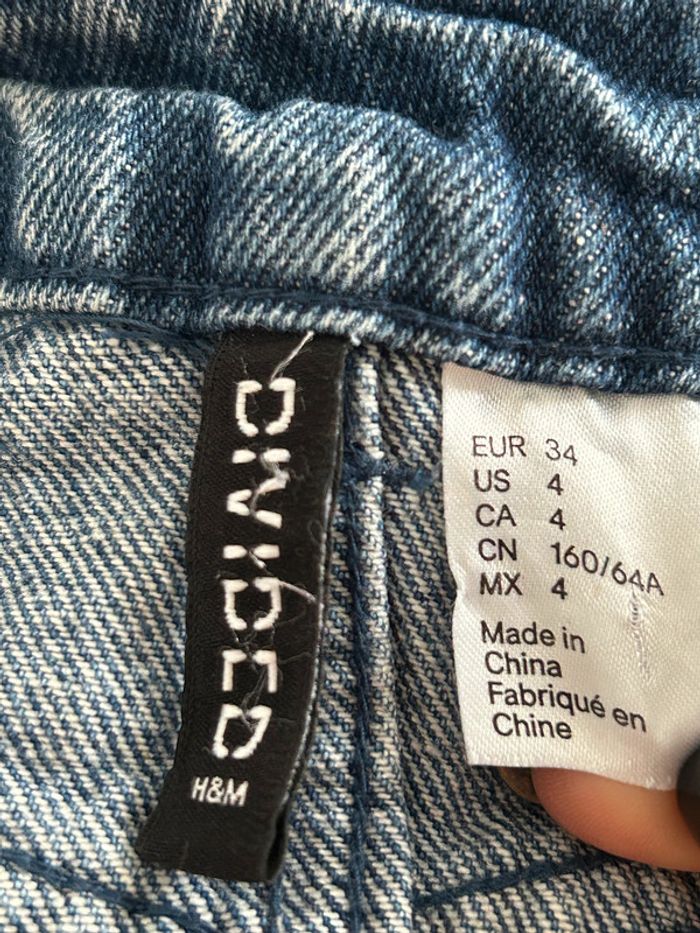 DIVIDED
H&M
EUR 34
US 4
CA 4
CN 160/64A
MX 4
Made in
China
Fabriqué en
Chine